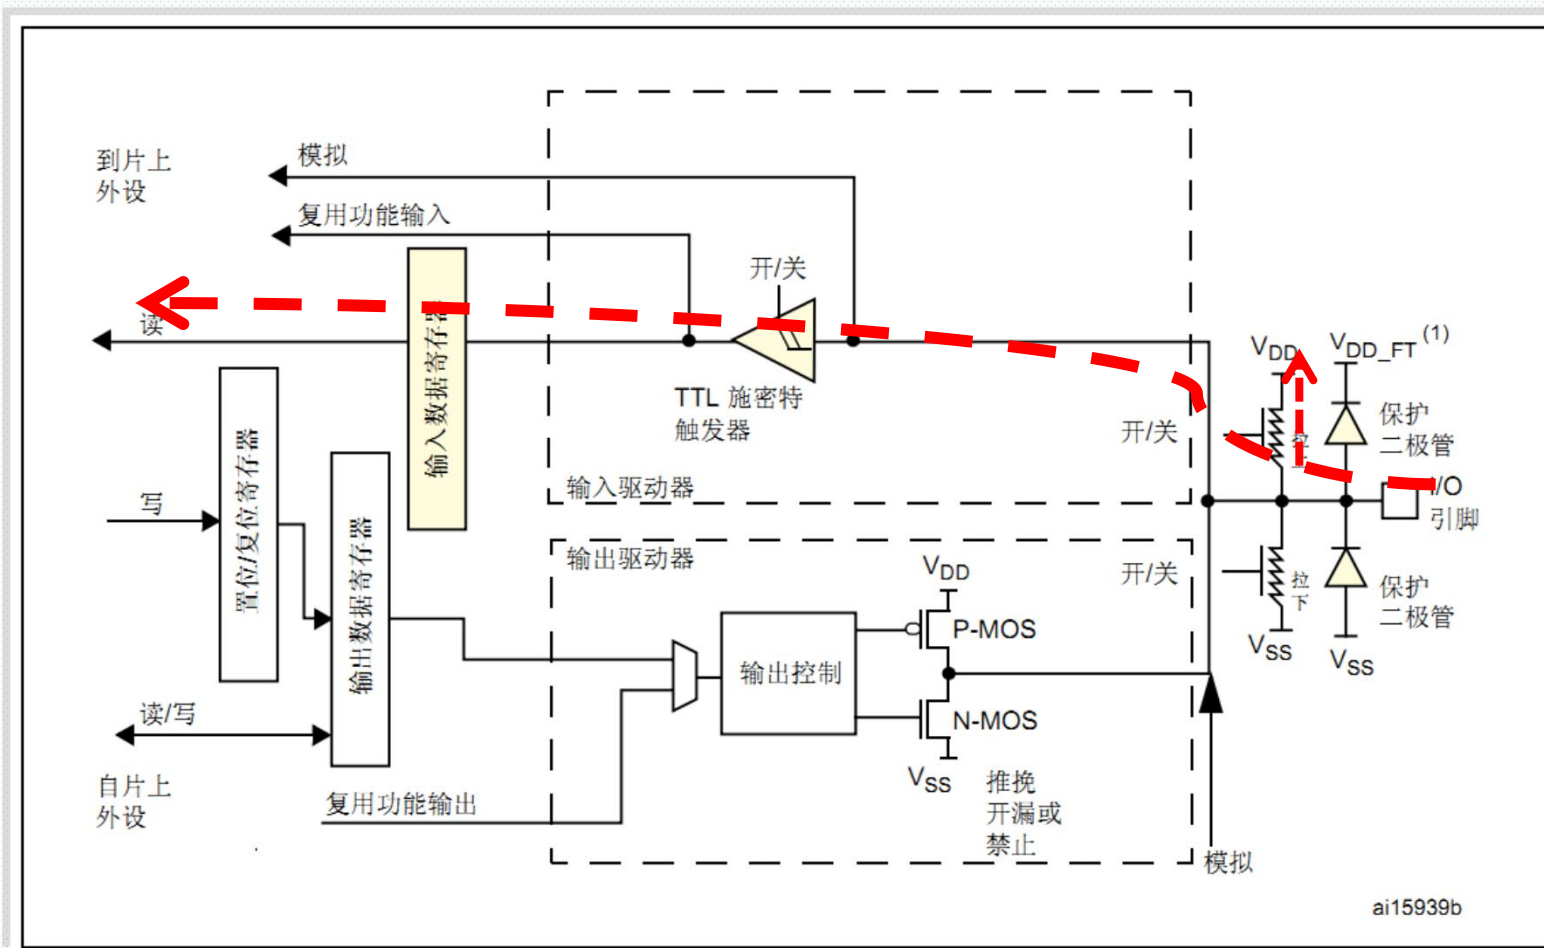 到片上
外设
模拟
复用功能输入
读
输入数据寄存器
开/关
TTL 施密特
触发器
输入驱动器
开/关
VDD
VDD_FT (1)
保护
二极管
I/O
引脚
写
置位/复位寄存器
输出数据寄存器
读/写
自片上
外设
复用功能输出
输出驱动器
VDD
P-MOS
输出控制
N-MOS
VSS
推挽
开漏或
禁止
开/关
拉
下
VSS
保护
二极管
VSS
模拟
ai15939b